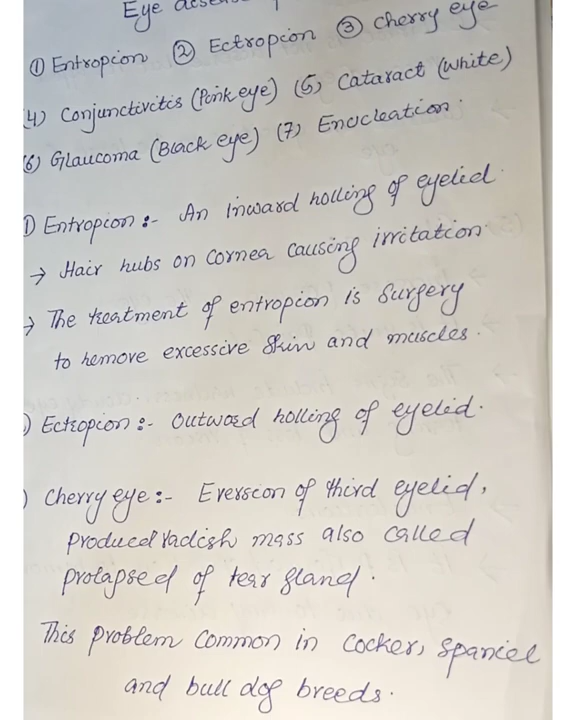 Eye
① Entropion ② Ectropion ③ Cherry eye
(4) Conjunctivitis (Pink eye) (5) Cataract (White)
(6) Glaucoma (Black eye) (7) Enucleation.
① Entropion :- An inward rolling of eyelid.
→ Hair rubs on cornea causing irritation.
→ The treatment of entropion is Surgery
to remove excessive skin and muscles.
) Ectropion :- Outward rolling of eyelid.
) Cherry eye :- Eversion of third eyelid,
produced radish mass also called
prolapsed of tear gland.
This problem common in cocker, spaniel
and bull dog breeds.